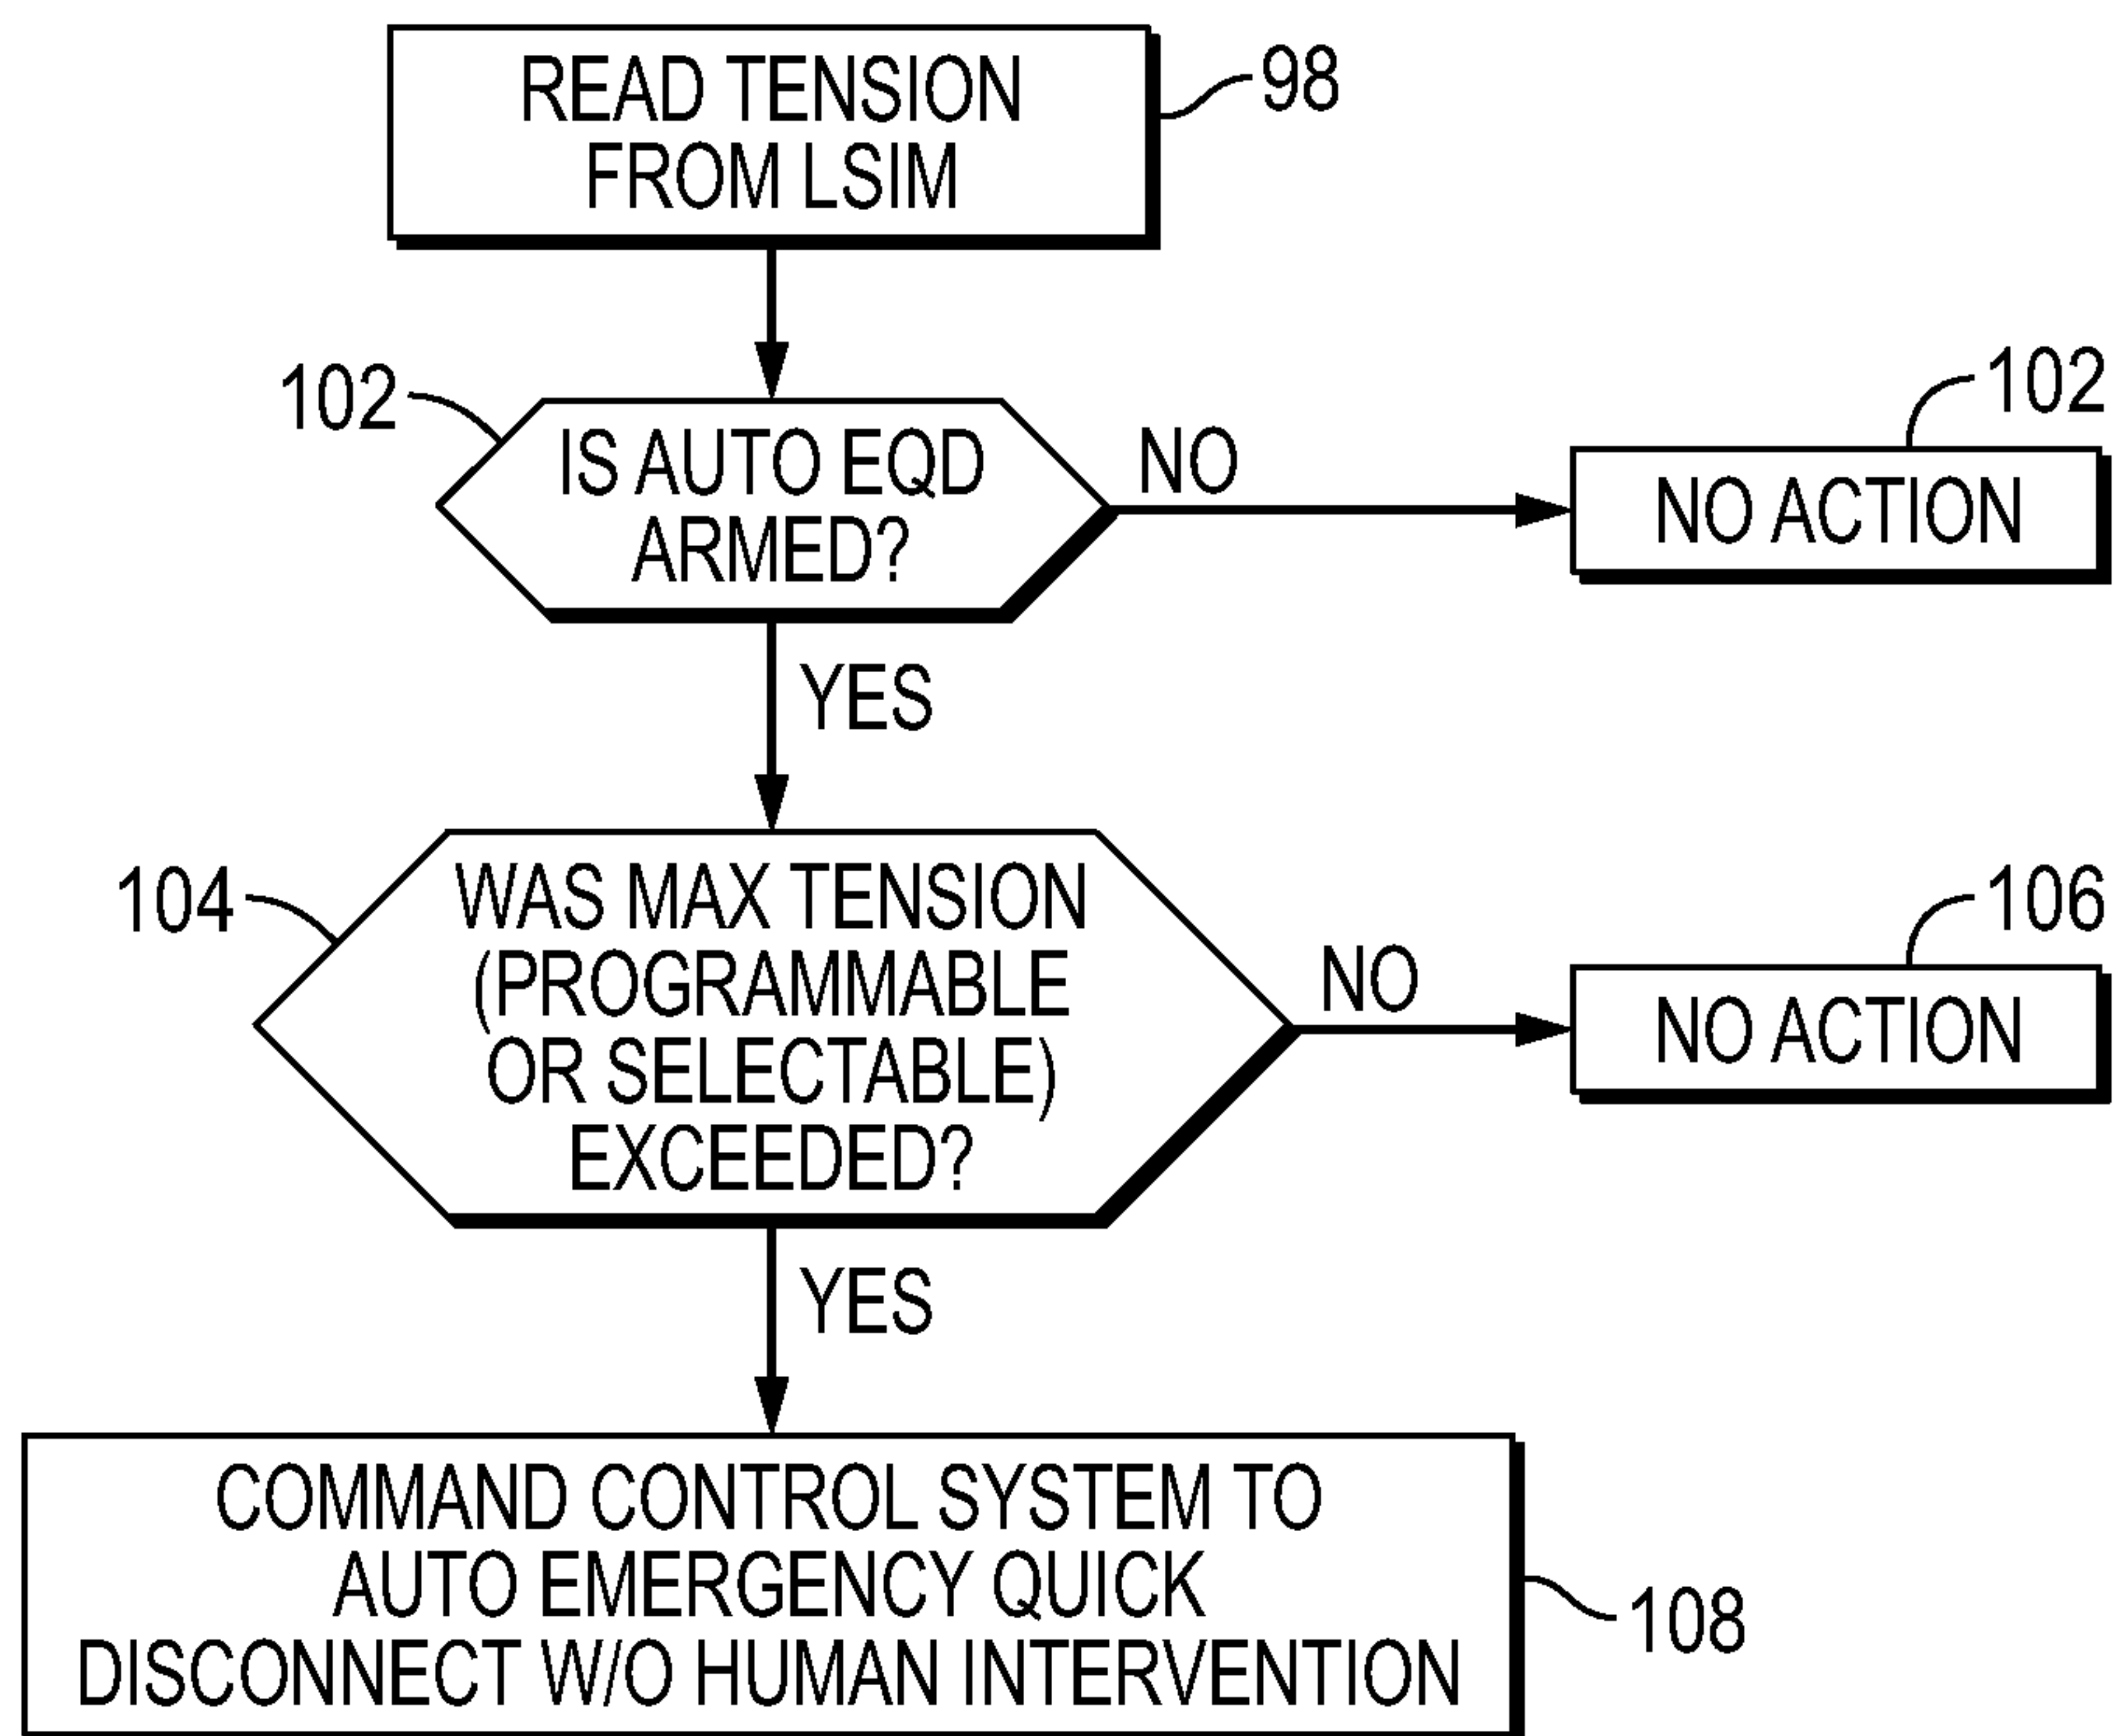 READ TENSION
FROM LSIM
98
102
IS AUTO EQD
ARMED?
NO
102
NO ACTION
YES
104
WAS MAX TENSION
(PROGRAMMABLE
OR SELECTABLE)
EXCEEDED?
NO
106
NO ACTION
YES
COMMAND CONTROL SYSTEM TO
AUTO EMERGENCY QUICK
DISCONNECT W/O HUMAN INTERVENTION
108